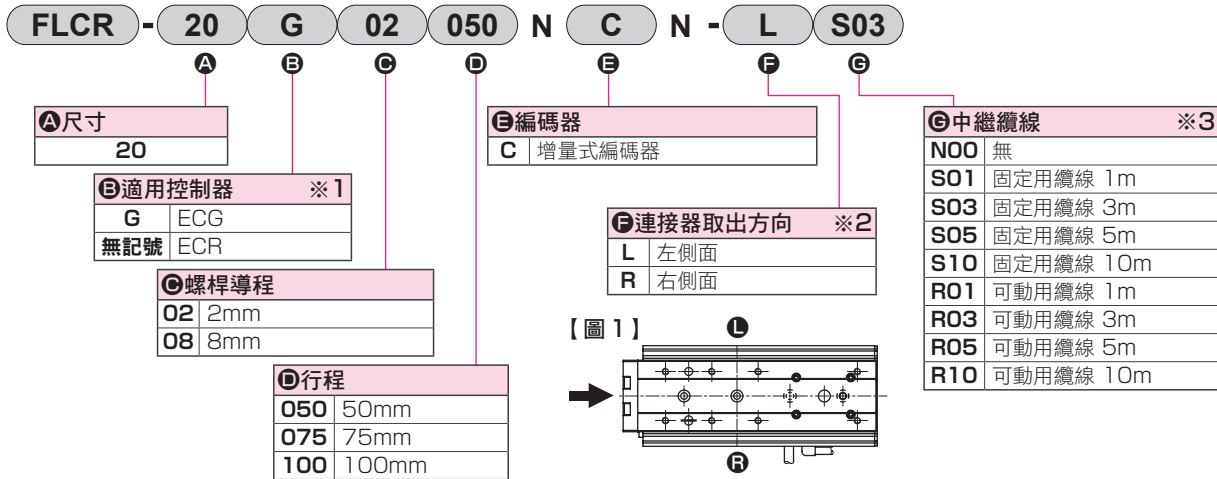 FLCR - 20 G 02 050 N C N - L S03
A B C D E F G
A尺寸
20
B適用控制器 ※1
G ECG
無記號 ECR
C螺桿導程
02 2mm
08 8mm
D行程
050 50mm
075 75mm
100 100mm
E編碼器
C 增量式編碼器
F連接器取出方向 ※2
L 左側面
R 右側面
【圖1】
L
R
G中繼纜線 ※3
N00 無
S01 固定用纜線 1m
S03 固定用纜線 3m
S05 固定用纜線 5m
S10 固定用纜線 10m
R01 可動用纜線 1m
R03 可動用纜線 3m
R05 可動用纜線 5m
R10 可動用纜線 10m